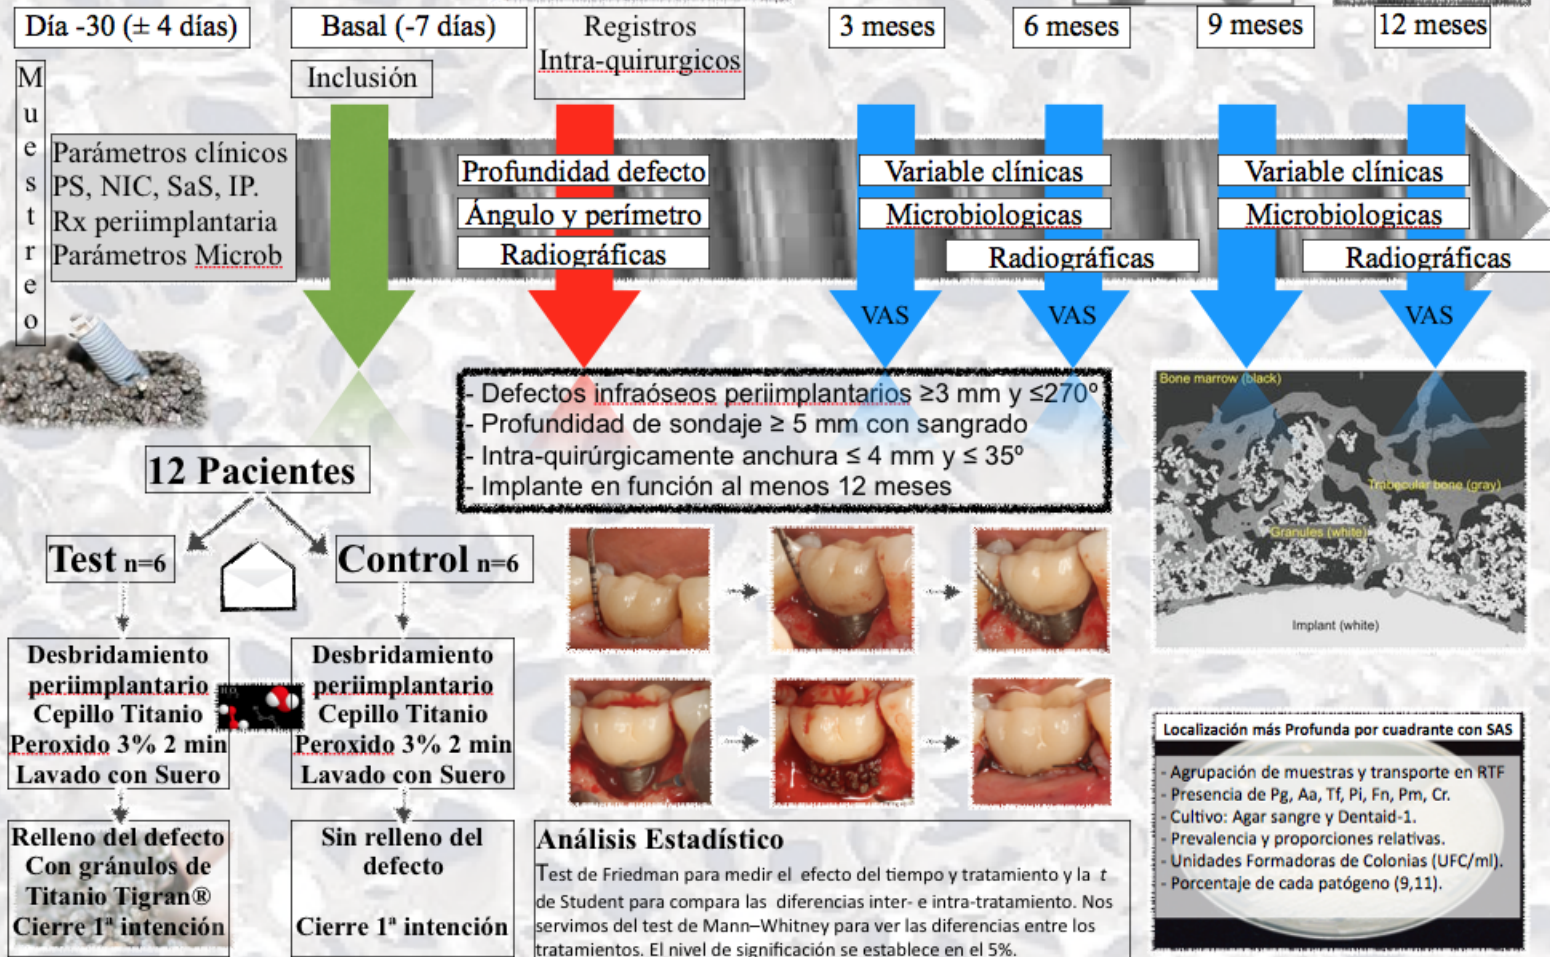 Día -30 (± 4 días)
Basal (-7 días)
Registros
Intra-quirurgicos
3 meses
6 meses
9 meses
12 meses
Inclusión
Muestreo
Parámetros clínicos
PS, NIC, SaS, IP.
Rx periimplantaria
Parámetros Microb
Profundidad defecto
Ángulo y perímetro
Radiográficas
Variable clínicas
Microbiologicas
Radiográficas
Variable clínicas
Microbiologicas
Radiográficas
VAS
VAS
VAS
- Defectos infraóseos periimplantarios ≥3 mm y ≤270º
- Profundidad de sondaje ≥ 5 mm con sangrado
- Intra-quirúrgicamente anchura ≤ 4 mm y ≤ 35º
- Implante en función al menos 12 meses
Bone marrow (black)
Trabecular bone (gray)
Granules (white)
Implant (white)
12 Pacientes
Test n=6
Control n=6
Desbridamiento
periimplantario
Cepillo Titanio
Peroxido 3% 2 min
Lavado con Suero
H₂O₂
Desbridamiento
periimplantario
Cepillo Titanio
Peroxido 3% 2 min
Lavado con Suero
Relleno del defecto
Con gránulos de
Titanio Tigran®
Cierre 1ª intención
Sin relleno del
defecto
Cierre 1ª intención
Análisis Estadístico
Test de Friedman para medir el efecto del tiempo y tratamiento y la t
de Student para compara las diferencias inter- e intra-tratamiento. Nos
servimos del test de Mann–Whitney para ver las diferencias entre los
tratamientos. El nivel de significación se establece en el 5%.
Localización más Profunda por cuadrante con SAS
- Agrupación de muestras y transporte en RTF
- Presencia de Pg, Aa, Tf, Pi, Fn, Pm, Cr.
- Cultivo: Agar sangre y Dentaid-1.
- Prevalencia y proporciones relativas.
- Unidades Formadoras de Colonias (UFC/ml).
- Porcentaje de cada patógeno (9,11).